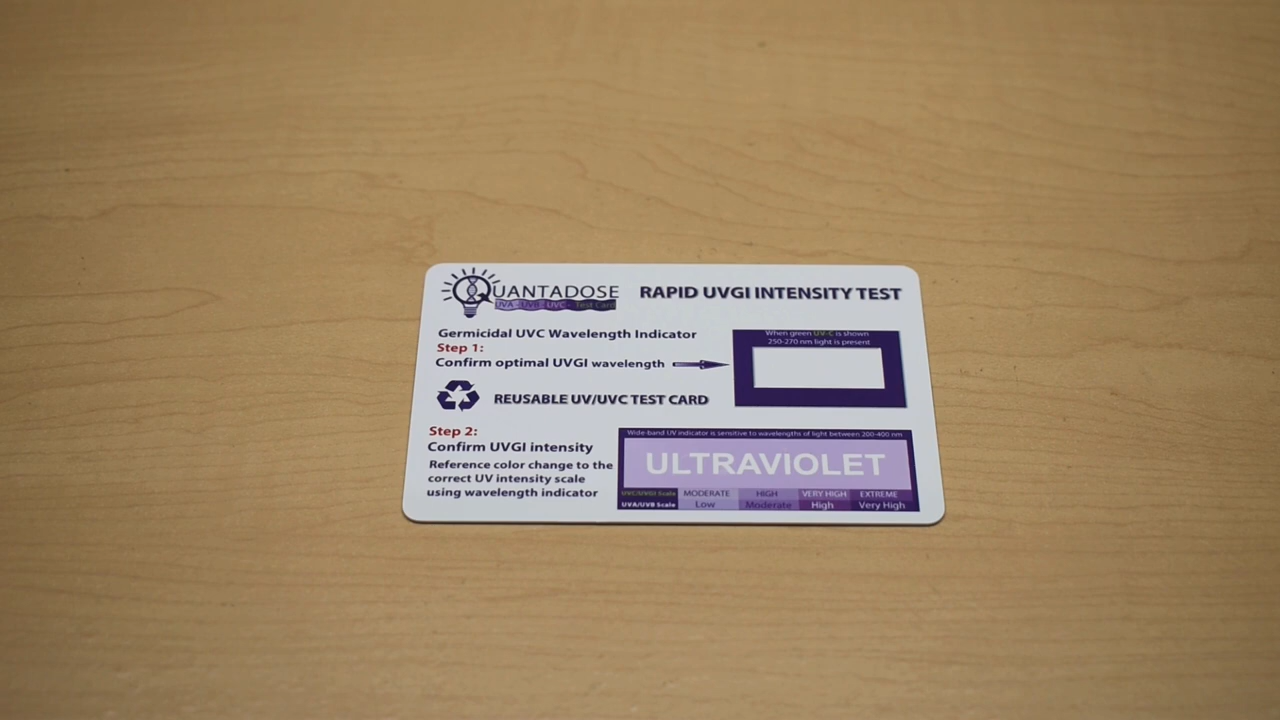 QUANTADOSE
UVA - UVB - UVC - Test Card
RAPID UVGI INTENSITY TEST
Germicidal UVC Wavelength Indicator
Step 1:
Confirm optimal UVGI wavelength
When green UV-C is shown
250-270 nm light is present
REUSABLE UV/UVC TEST CARD
Step 2:
Confirm UVGI intensity
Reference color change to the
correct UV intensity scale
using wavelength indicator
Wide-band UV indicator is sensitive to wavelengths of light between 200-400 nm
ULTRAVIOLET
UVC/UVGI Scale MODERATE HIGH VERY HIGH EXTREME
UVA/UVB Scale Low Moderate High Very High